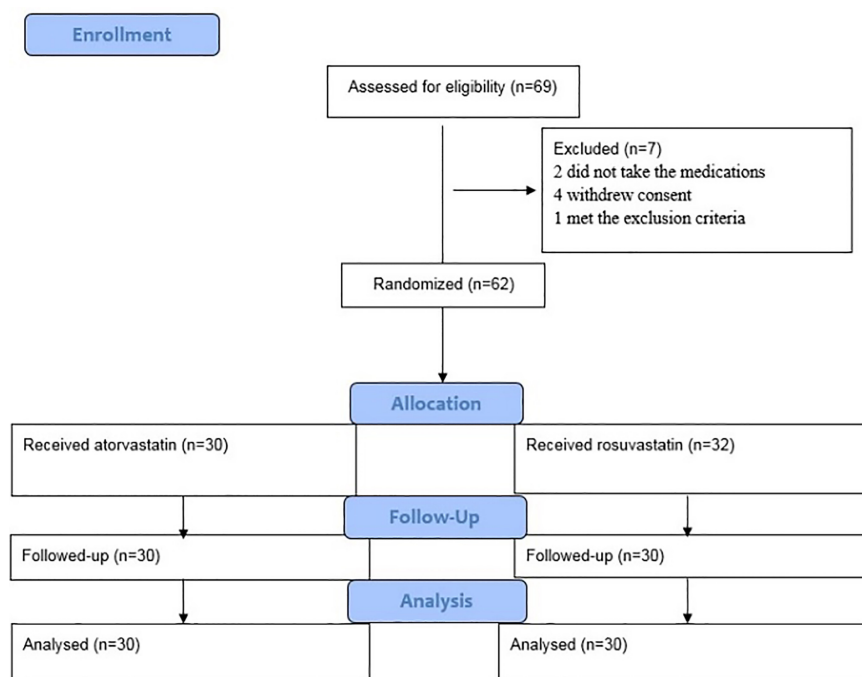 Enrollment
Assessed for eligibility (n=69)
Excluded (n=7)
2 did not take the medications
4 withdrew consent
1 met the exclusion criteria
Randomized (n=62)
Allocation
Received atorvastatin (n=30)
Received rosuvastatin (n=32)
Follow-Up
Followed-up (n=30)
Followed-up (n=30)
Analysis
Analysed (n=30)
Analysed (n=30)